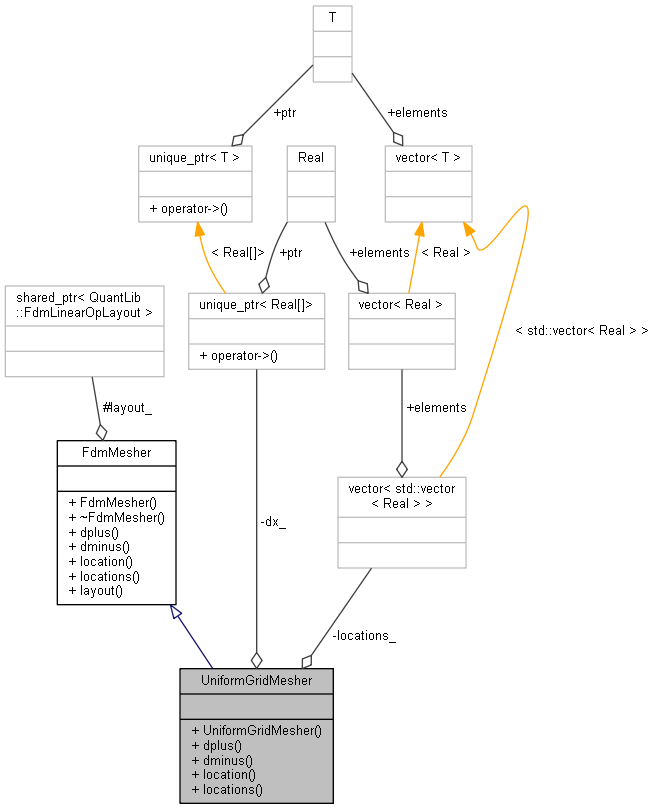 T
+ptr
+elements
unique_ptr< T >
+ operator->()
Real
vector< T >
< Real[]>
+ptr
+elements
< Real >
shared_ptr< QuantLib
::FdmLinearOpLayout >
unique_ptr< Real[]>
+ operator->()
vector< Real >
< std::vector< Real > >
#layout_
+elements
FdmMesher
+ FdmMesher()
+ ~FdmMesher()
+ dplus()
+ dminus()
+ location()
+ locations()
+ layout()
vector< std::vector
< Real > >
-dx_
-locations_
UniformGridMesher
+ UniformGridMesher()
+ dplus()
+ dminus()
+ location()
+ locations()